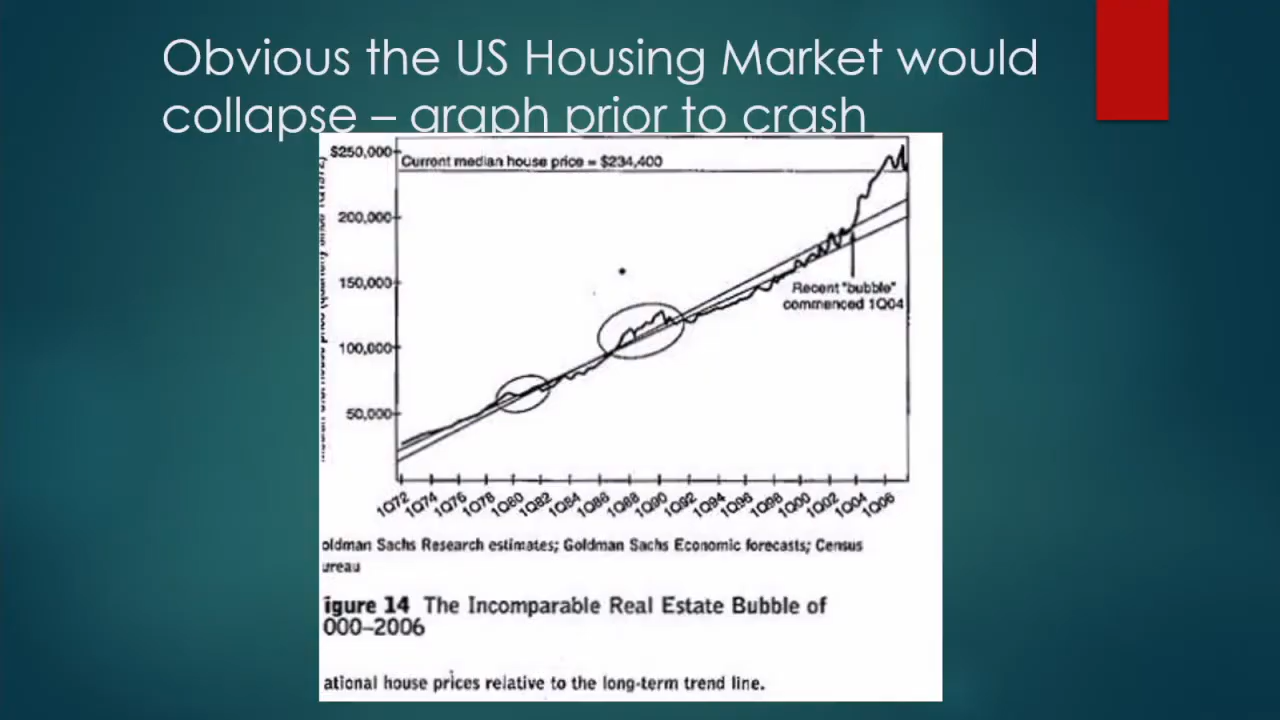 Obvious the US Housing Market would
collapse – graph prior to crash
$250,000
Current median house price = $234,400
200,000
150,000
Recent "bubble"
commenced 1Q04
100,000
50,000
1Q72 1Q74 1Q76 1Q78 1Q80 1Q82 1Q84 1Q86 1Q88 1Q90 1Q92 1Q94 1Q96 1Q98 1Q00 1Q02 1Q04 1Q06
oldman Sachs Research estimates; Goldman Sachs Economic forecasts; Census
ureau
igure 14 The Incomparable Real Estate Bubble of
000–2006
ational house prices relative to the long-term trend line.